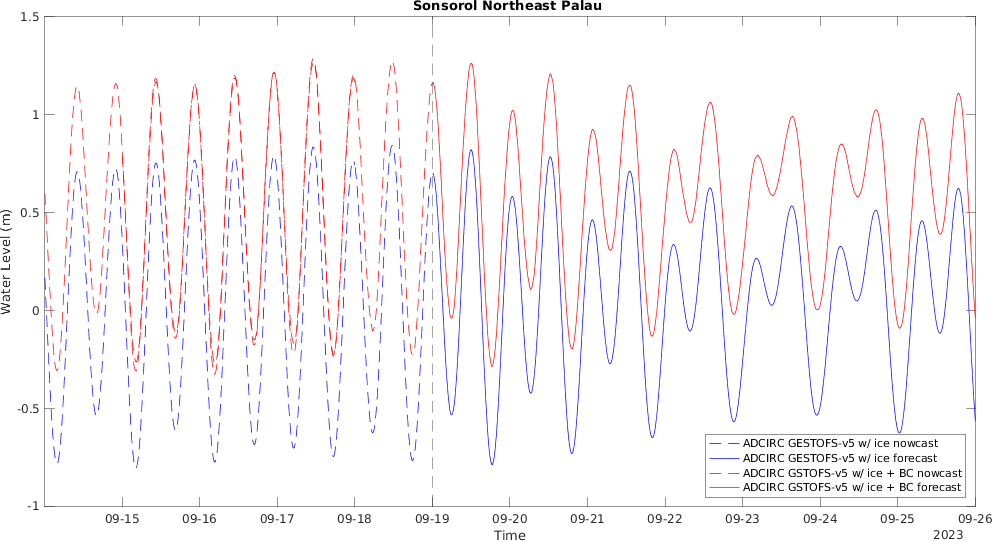 Sonsorol Northeast Palau
1.5
1
0.5
0
-0.5
-1
Water Level (m)
09-15
09-16
09-17
09-18
09-19
09-20
09-21
09-22
09-23
09-24
09-25
09-26
Time
2023
ADCIRC GESTOFS-v5 w/ ice nowcast
ADCIRC GESTOFS-v5 w/ ice forecast
ADCIRC GSTOFS-v5 w/ ice + BC nowcast
ADCIRC GSTOFS-v5 w/ ice + BC forecast